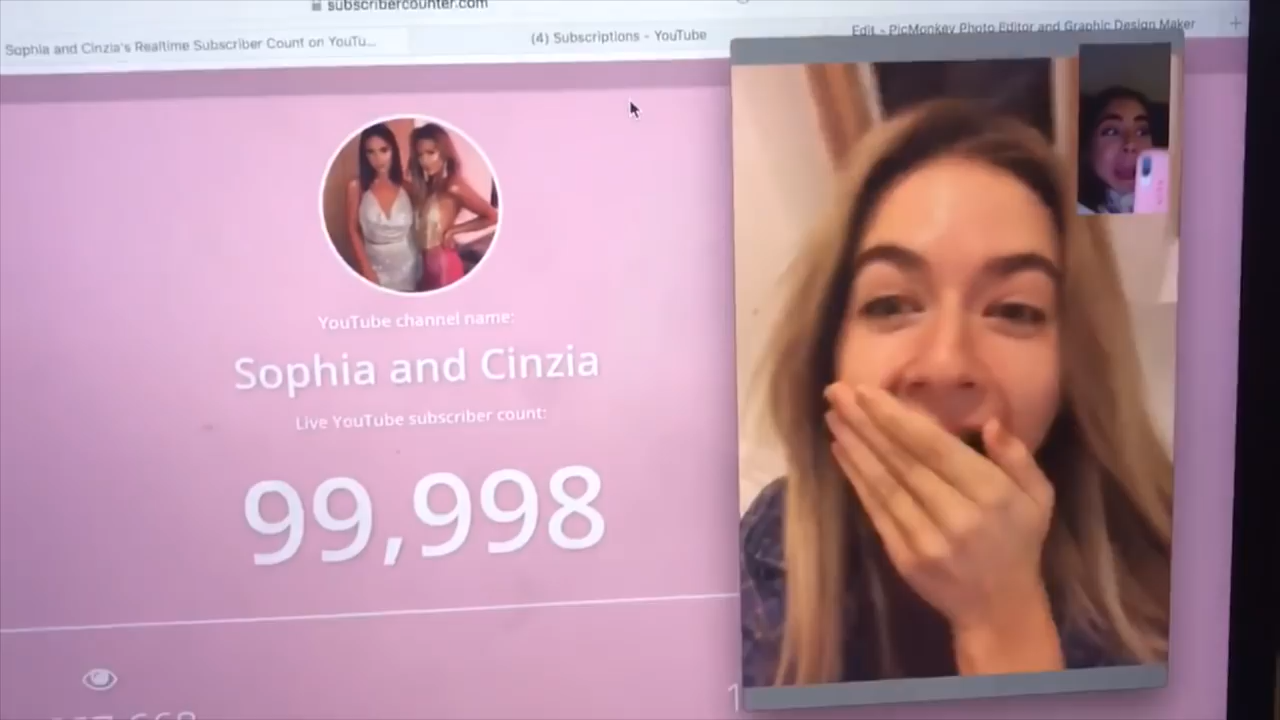 subscribercounter.com
Sophia and Cinzia's Realtime Subscriber Count on YouTu...
(4) Subscriptions - YouTube
Edit - PicMonkey Photo Editor and Graphic Design Maker
YouTube channel name:
Sophia and Cinzia
Live YouTube subscriber count:
99,998